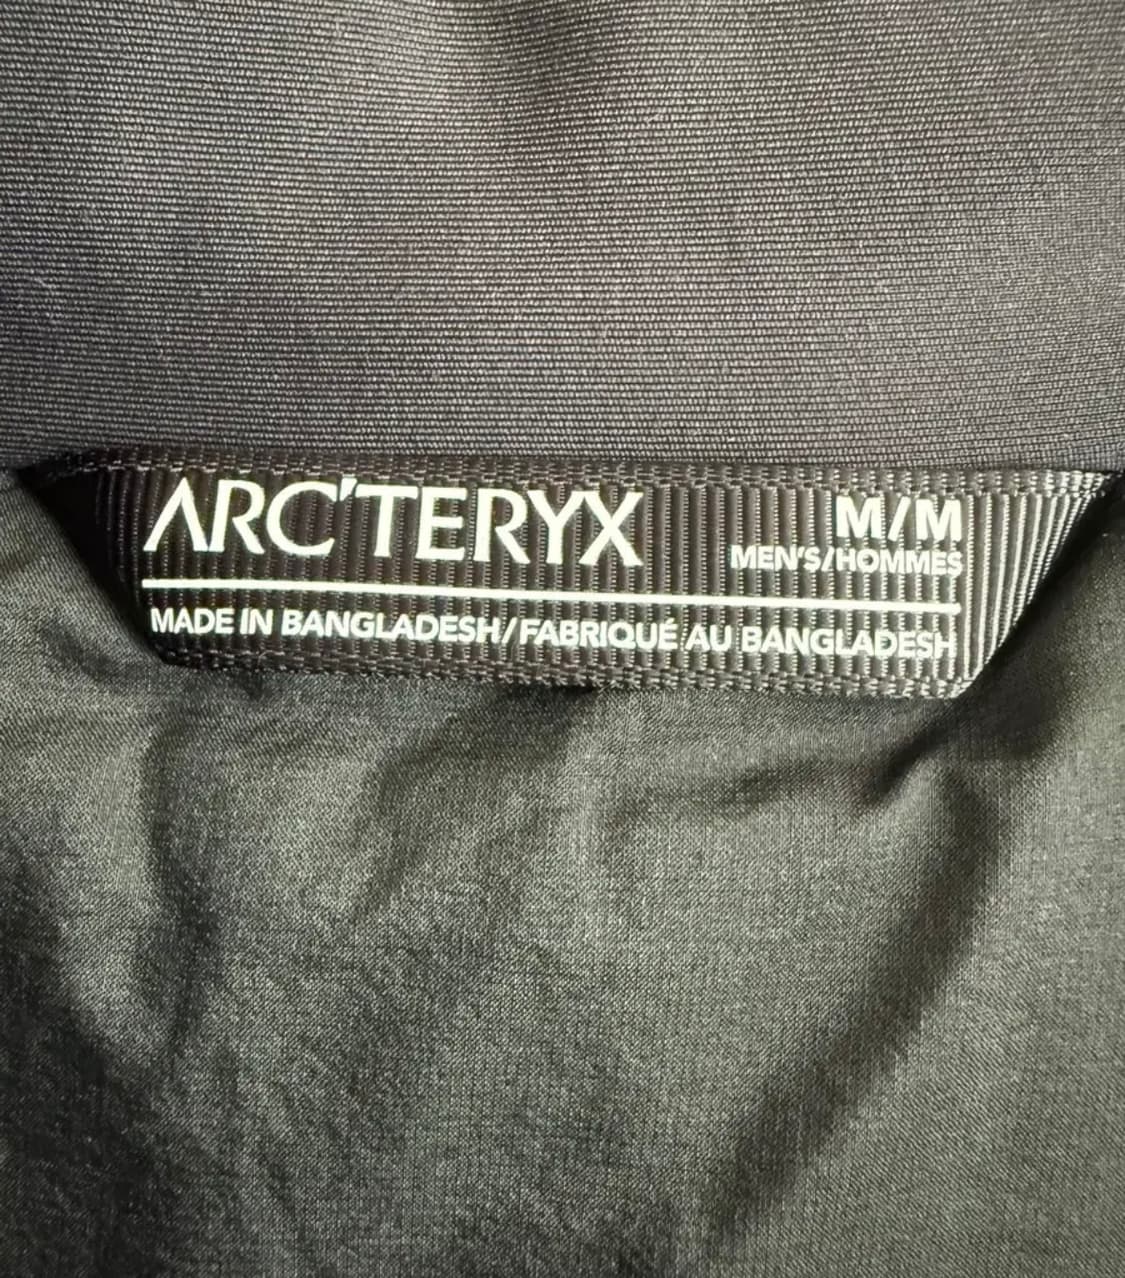 ARC'TERYX M/M
MEN'S/HOMMES
MADE IN BANGLADESH/FABRIQUÉ AU BANGLADESH